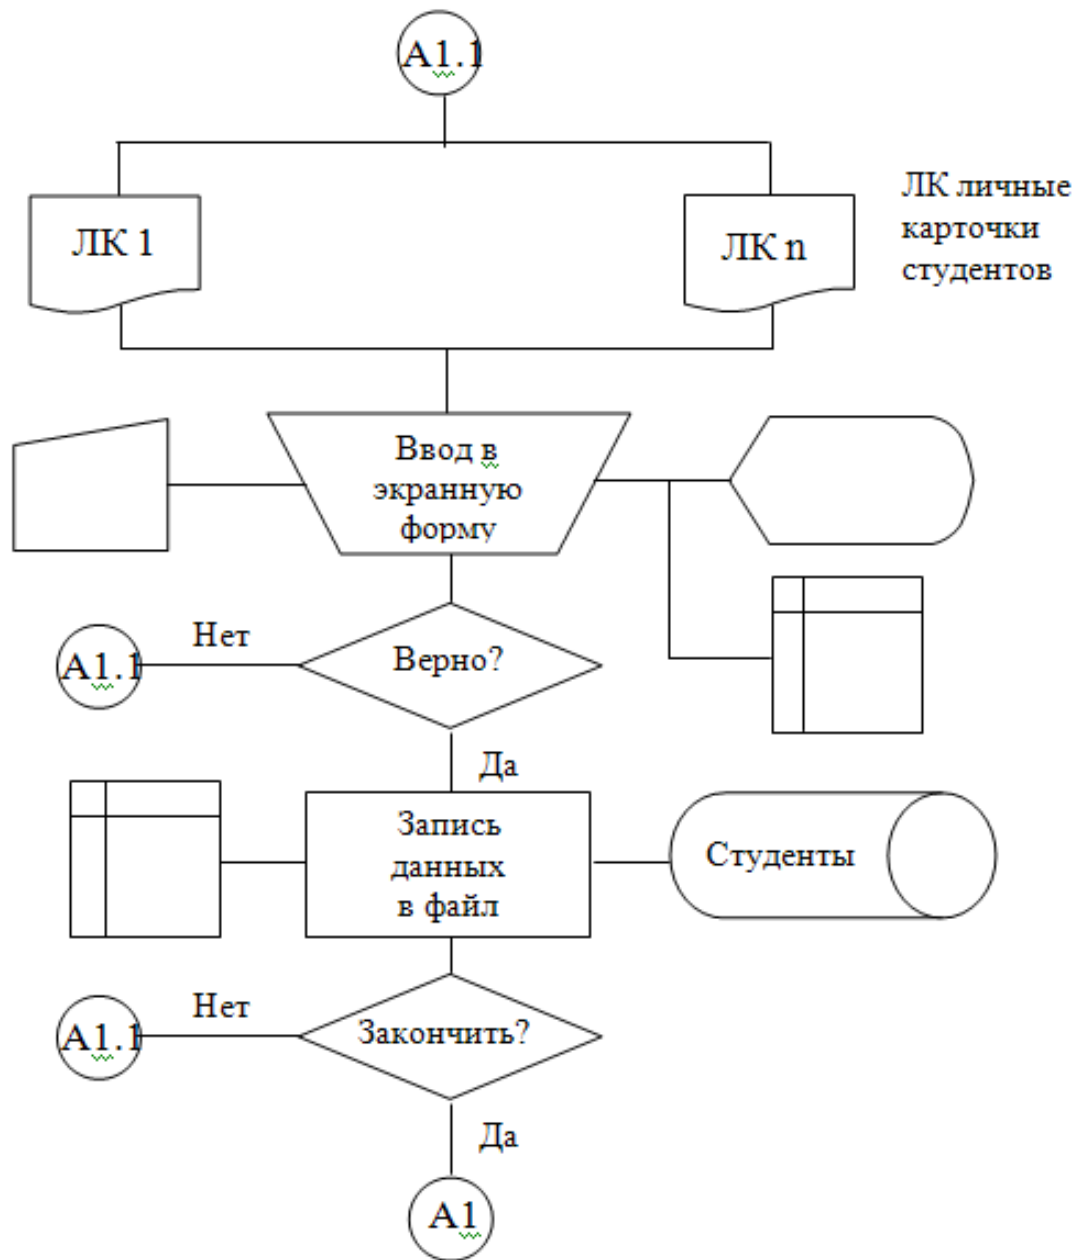 А1.1
ЛК 1
ЛК n
ЛК личные
карточки
студентов
Ввод в
экранную
форму
Нет
А1.1
Верно?
Да
Запись
данных
в файл
Студенты
Нет
А1.1
Закончить?
Да
А1